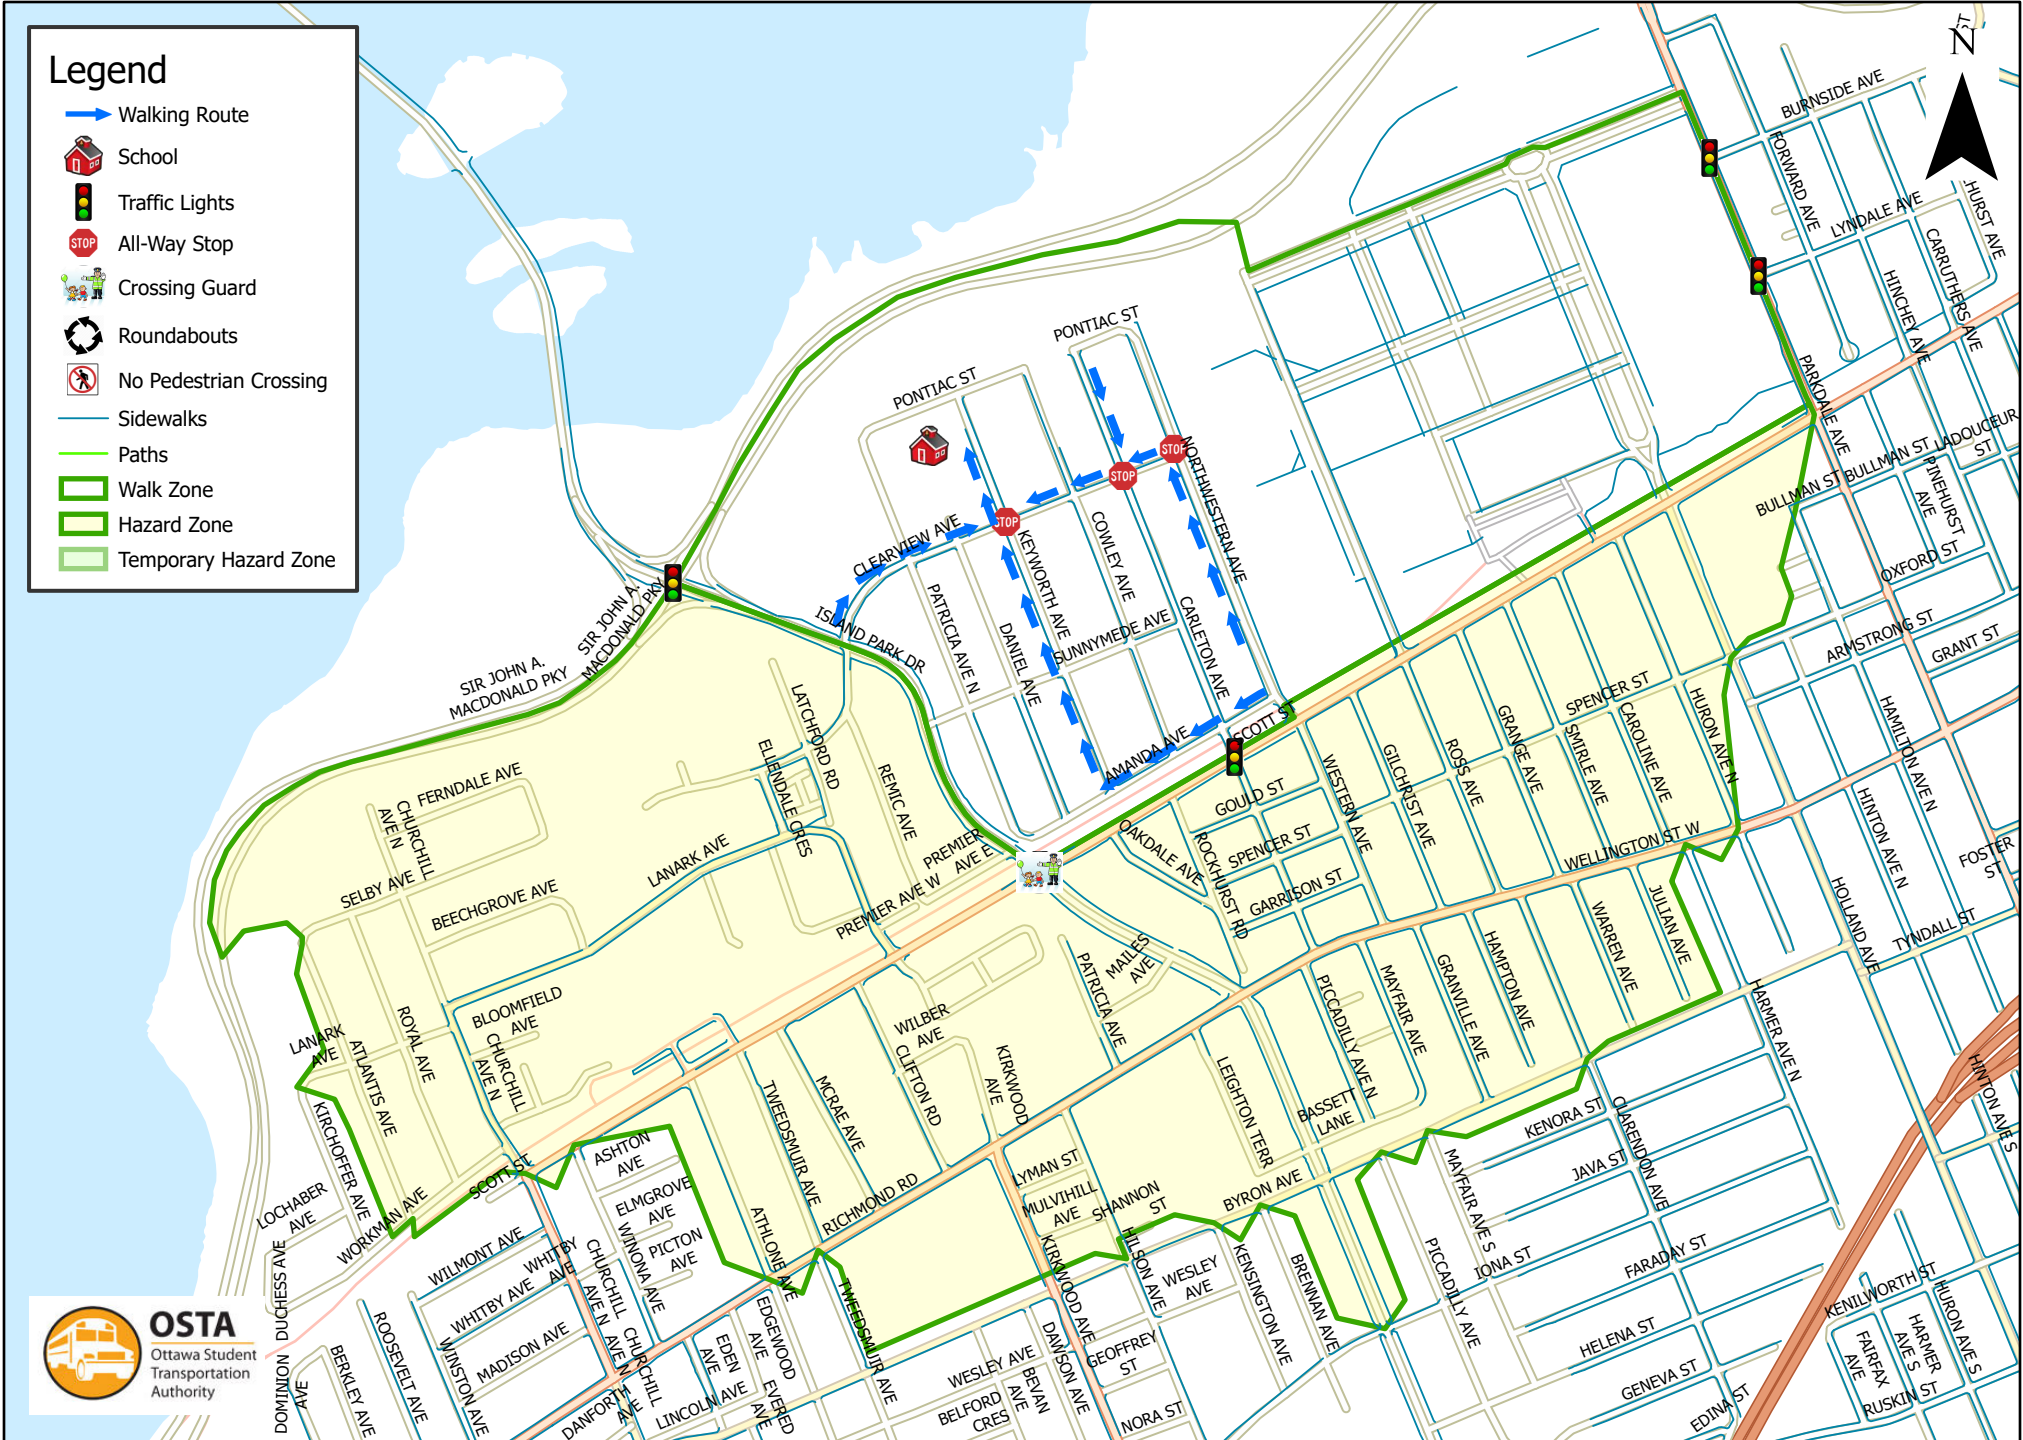 Legend
Walking Route
School
Traffic Lights
STOP
All-Way Stop
Crossing Guard
Roundabouts
No Pedestrian Crossing
Sidewalks
Paths
Walk Zone
Hazard Zone
Temporary Hazard Zone
N
BURNSIDE AVE
FORWARD AVE
LYNDALE AVE
CARRUTHERS AVE
HINCHEY AVE
PARKDALE AVE
PONTIAC ST
PONTIAC ST
STOP
STOP
STOP
NORTHWESTERN AVE
CLEARVIEW AVE
KEYWORTH AVE
COWLEY AVE
CARLETON AVE
SUNNYMEDE AVE
PATRICIA AVE N
DANIEL AVE
ISLAND PARK DR
SIR JOHN A.
MACDONALD PKY
SIR JOHN A.
MACDONALD PKY
AMANDA AVE
SCOTT ST
BULLMAN ST
BULLMAN ST
LADOUCEUR
ST
PINEHURST
AVE
OXFORD ST
ARMSTRONG ST
GRANT ST
HAMILTON AVE N
HINTON AVE N
FOSTER
ST
HOLLAND AVE
TYNDALL ST
HARMER AVE N
HINTON AVE S
LATCHFORD RD
ELLENDALE CRES
REMIC AVE
FERNDALE AVE
CHURCHILL
AVE N
SELBY AVE
BEECHGROVE AVE
LANARK AVE
PREMIER
AVE E
PREMIER AVE W
OAKDALE AVE
ROCKHURST RD
GOULD ST
SPENCER ST
GARRISON ST
WESTERN AVE
GILCHRIST AVE
ROSS AVE
GRANGE AVE
SPENCER ST
SMIRLE AVE
CAROLINE AVE
HURON AVE N
WELLINGTON ST W
JULIAN AVE
WARREN AVE
HAMPTON AVE
GRANVILLE AVE
MAYFAIR AVE
PICCADILLY AVE N
LEIGHTON TERR
BASSETT
LANE
BYRON AVE
MAILES
AVE
PATRICIA AVE
WILBER
AVE
CLIFTON RD
KIRKWOOD
AVE
MCRAE AVE
TWEEDSMUIR AVE
BLOOMFIELD
AVE
CHURCHILL
AVE N
ROYAL AVE
ATLANTIS AVE
LANARK
AVE
KIRCHOFFER AVE
LOCHABER
AVE
WORKMAN AVE
SCOTT ST
ASHTON
AVE
ELMGROVE
AVE
WINONA AVE
PICTON
AVE
ATHLONE AVE
RICHMOND RD
LYMAN ST
MULVIHILL
AVE
SHANNON
ST
HILSON AVE
KIRKWOOD AVE
WESLEY
AVE
KENSINGTON AVE
BRENNAN AVE
PICCADILLY AVE
MAYFAIR AVE S
KENORA ST
CLARENDON AVE
JAVA ST
IONA ST
FARADAY ST
HELENA ST
GENEVA ST
EDINA ST
KENILWORTH ST
FAIRFAX
AVE
HARMER
AVE S
HURON AVE S
RUSKIN ST
DUCHESS AVE
DOMINION
AVE
BERKLEY AVE
ROOSEVELT AVE
WINSTON AVE
WILMONT AVE
WHITBY AVE
WHITBY
AVE
MADISON AVE
CHURCHILL
AVE N
CHURCHILL
AVE N
DANFORTH
AVE
LINCOLN AVE
EDEN
AVE
EDGEWOOD
AVE
EVERED
AVE
TWEEDSMUIR AVE
WESLEY AVE
BELFORD
CRES
BEVAN
AVE
DAWSON AVE
GEOFFREY
ST
NORA ST
OSTA
Ottawa Student
Transportation
Authority